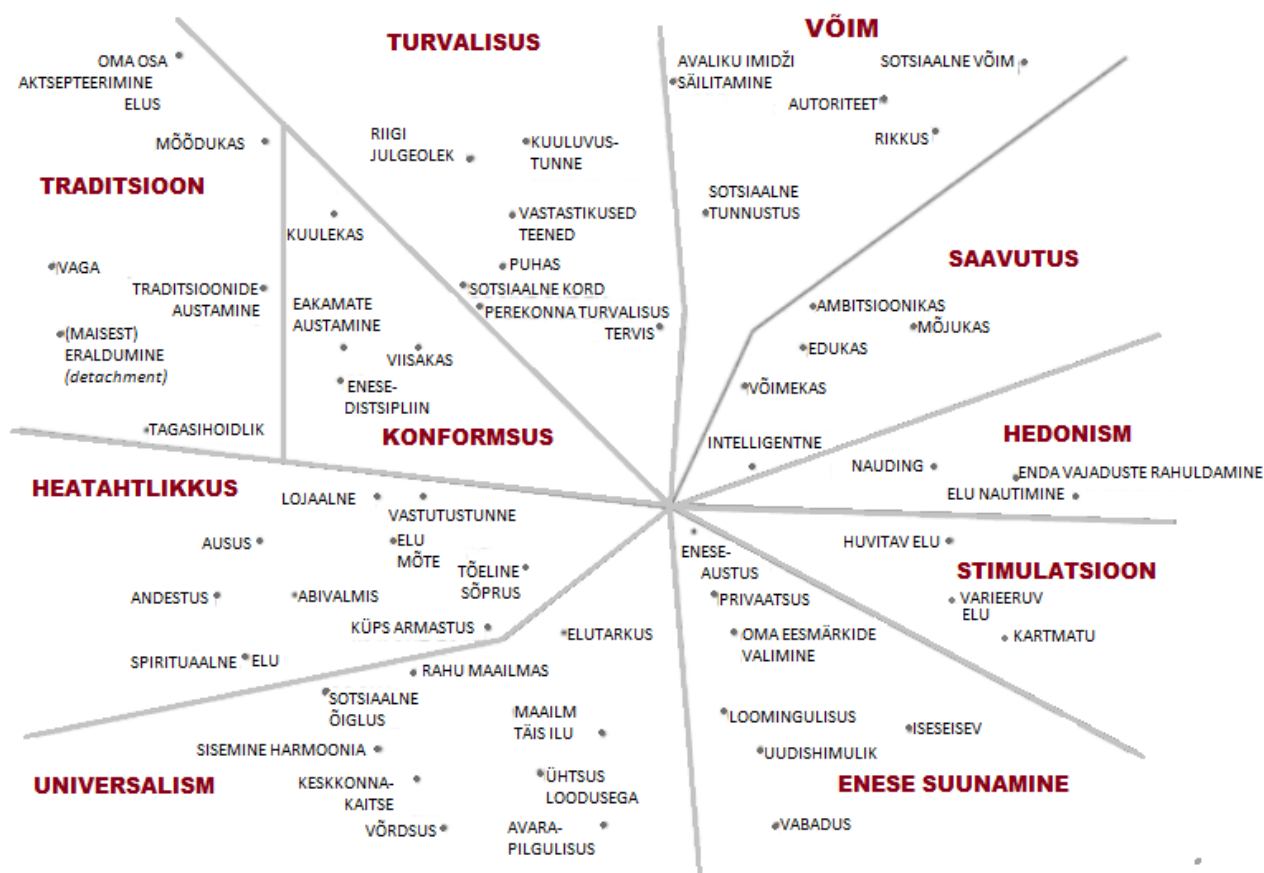 TURVALISUS
VÕIM
OMA OSA
AKTSEPTEERIMINE
ELUS
AVALIKU IMIDŽI
SÄILITAMINE
SOTSIAALNE VÕIM
AUTORITEET
RIKKUS
MÕÕDUKAS
RIIGI
JULGEOLEK
KUULUVUS-
TUNNE
TRADITSIOON
KUULEKAS
VASTASTIKUSED
TEENED
SOTSIAALNE
TUNNUSTUS
VAGA
PUHAS
SAAVUTUS
TRADITSIOONIDE
AUSTAMINE
EAKAMATE
AUSTAMINE
SOTSIAALNE KORD
PEREKONNA TURVALISUS
TERVIS
AMBITSIOONIKAS
MÕJUKAS
(MAISEST)
ERALDUMINE
(detachment)
VIISAKAS
EDUKAS
ENESE-
DISTSIPLIIN
VÕIMEKAS
TAGASIHOIDLIK
KONFORMSUS
INTELLIGENTNE
HEDONISM
NAUDING
ENDA VAJADUSTE RAHULDAMINE
ELU NAUTIMINE
HEATAHTLIKKUS
LOJAALNE
VASTUTUSTUNNE
AUSUS
ELU
MÕTE
TÕELINE
SÕPRUS
ENESE-
AUSTUS
HUVITAV ELU
STIMULATSIOON
ANDESTUS
ABIVALMIS
PRIVAATSUS
VARIEERUV
ELU
KÜPS ARMASTUS
ELUTARKUS
OMA EESMÄRKIDE
VALIMINE
KARTMATU
SPIRITUAALNE ELU
RAHU MAAILMAS
SOTSIAALNE
ÕIGLUS
MAAILM
TÄIS ILU
LOOMINGULISUS
ISESEISEV
SISEMINE HARMOONIA
UUDISHIMULIK
UNIVERSALISM
KESKKONNA-
KAITSE
ÜHTSUS
LOODUSEGA
ENESE SUUNAMINE
VÕRDSUS
AVARA-
PILGULISUS
VABADUS